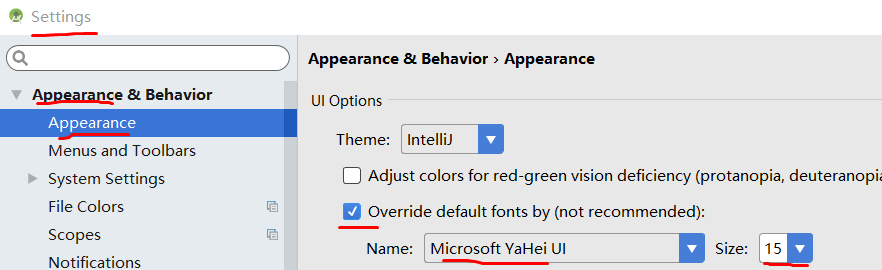 Settings
Appearance & Behavior
Appearance
Menus and Toolbars
System Settings
File Colors
Scopes
Notifications
Appearance & Behavior › Appearance
UI Options
Theme: IntelliJ
Adjust colors for red-green vision deficiency (protanopia, deuteranopia
Override default fonts by (not recommended):
Name: Microsoft YaHei UI Size: 15